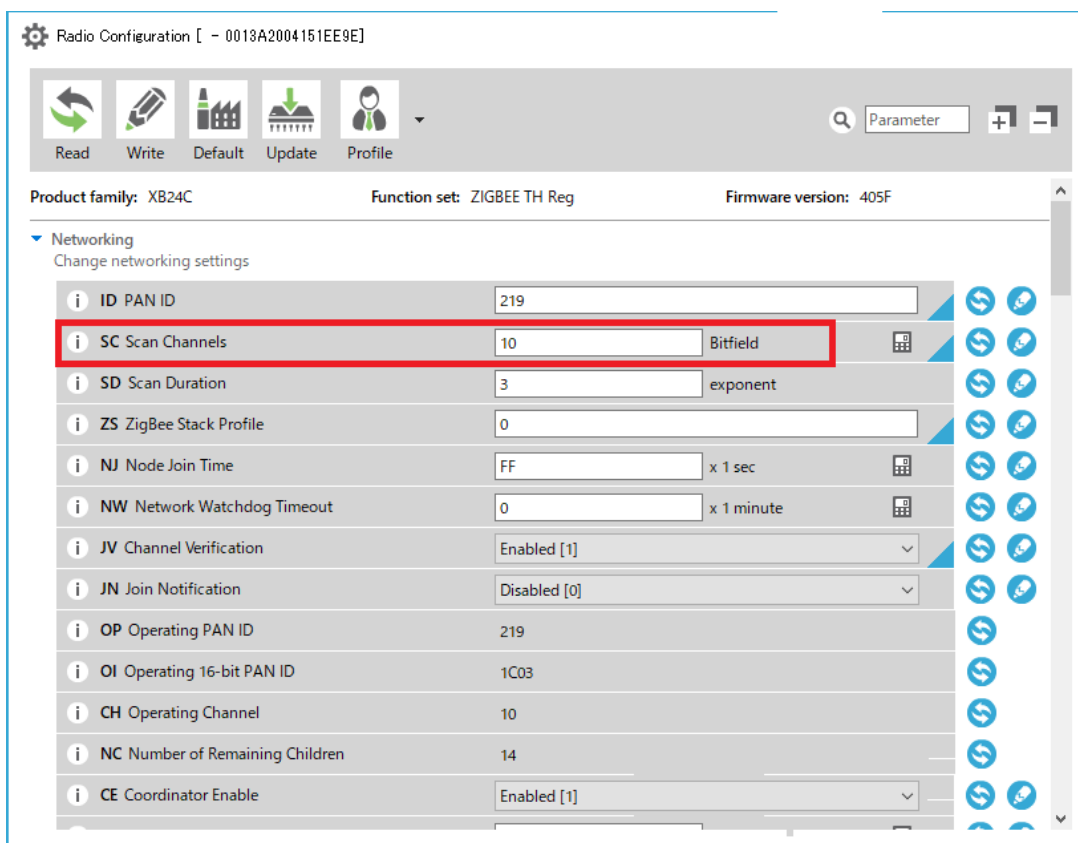 Radio Configuration [ - 0013A2004151EE9E]
Read Write Default Update Profile Parameter
Product family: XB24C Function set: ZIGBEE TH Reg Firmware version: 405F
Networking
Change networking settings
i ID PAN ID 219
i SC Scan Channels 10 Bitfield
i SD Scan Duration 3 exponent
i ZS ZigBee Stack Profile 0
i NJ Node Join Time FF x 1 sec
i NW Network Watchdog Timeout 0 x 1 minute
i JV Channel Verification Enabled [1]
i JN Join Notification Disabled [0]
i OP Operating PAN ID 219
i OI Operating 16-bit PAN ID 1C03
i CH Operating Channel 10
i NC Number of Remaining Children 14
i CE Coordinator Enable Enabled [1]